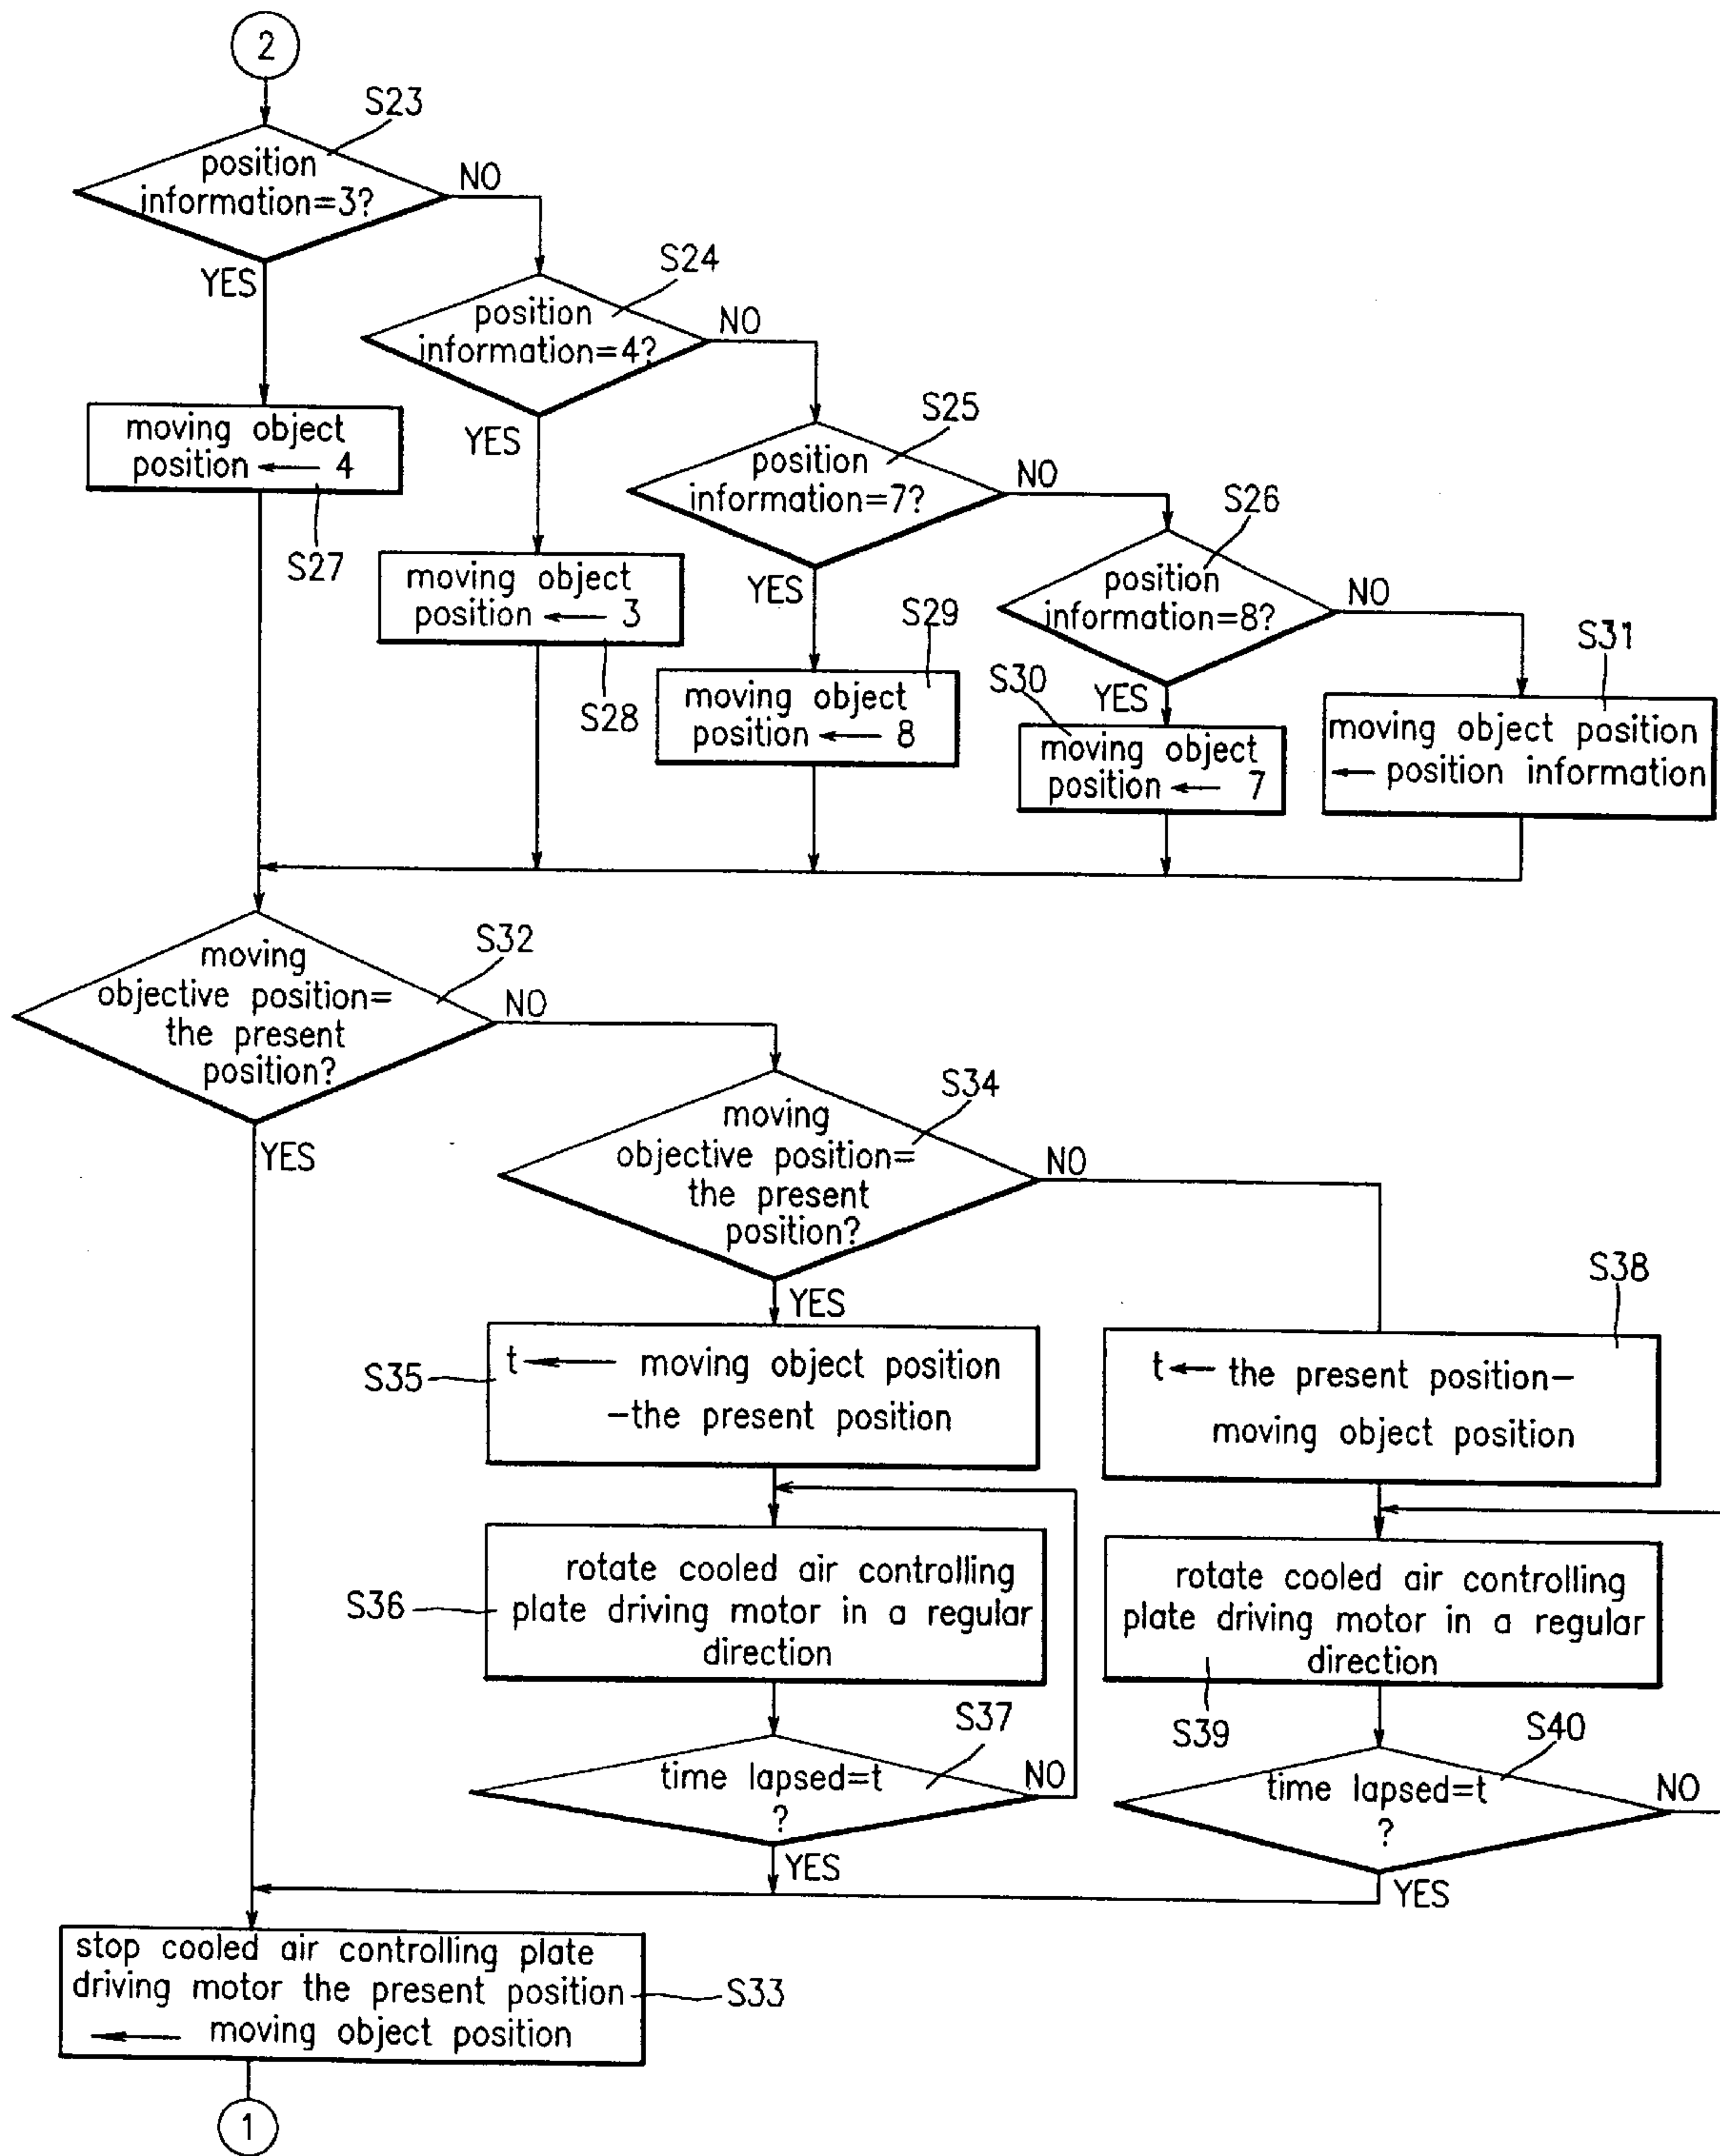 2
S23
position
information=3?
NO
YES
S24
position
information=4?
NO
YES
moving object
position ← 4
S27
S25
position
information=7?
NO
YES
moving object
position ← 3
S28
S26
position
information=8?
NO
YES
S29
moving object
position ← 8
S30
moving object
position ← 7
S31
moving object position
← position information
S32
moving
objective position=
the present
position?
NO
YES
S34
moving
objective position=
the present
position?
NO
YES
S35
t ← moving object position
−the present position
S38
t ← the present position−
moving object position
S36
rotate cooled air controlling
plate driving motor in a regular
direction
rotate cooled air controlling
plate driving motor in a regular
direction
S39
S37
time lapsed=t
?
NO
YES
S40
time lapsed=t
?
NO
YES
stop cooled air controlling plate
driving motor the present position
← moving object position
S33
1